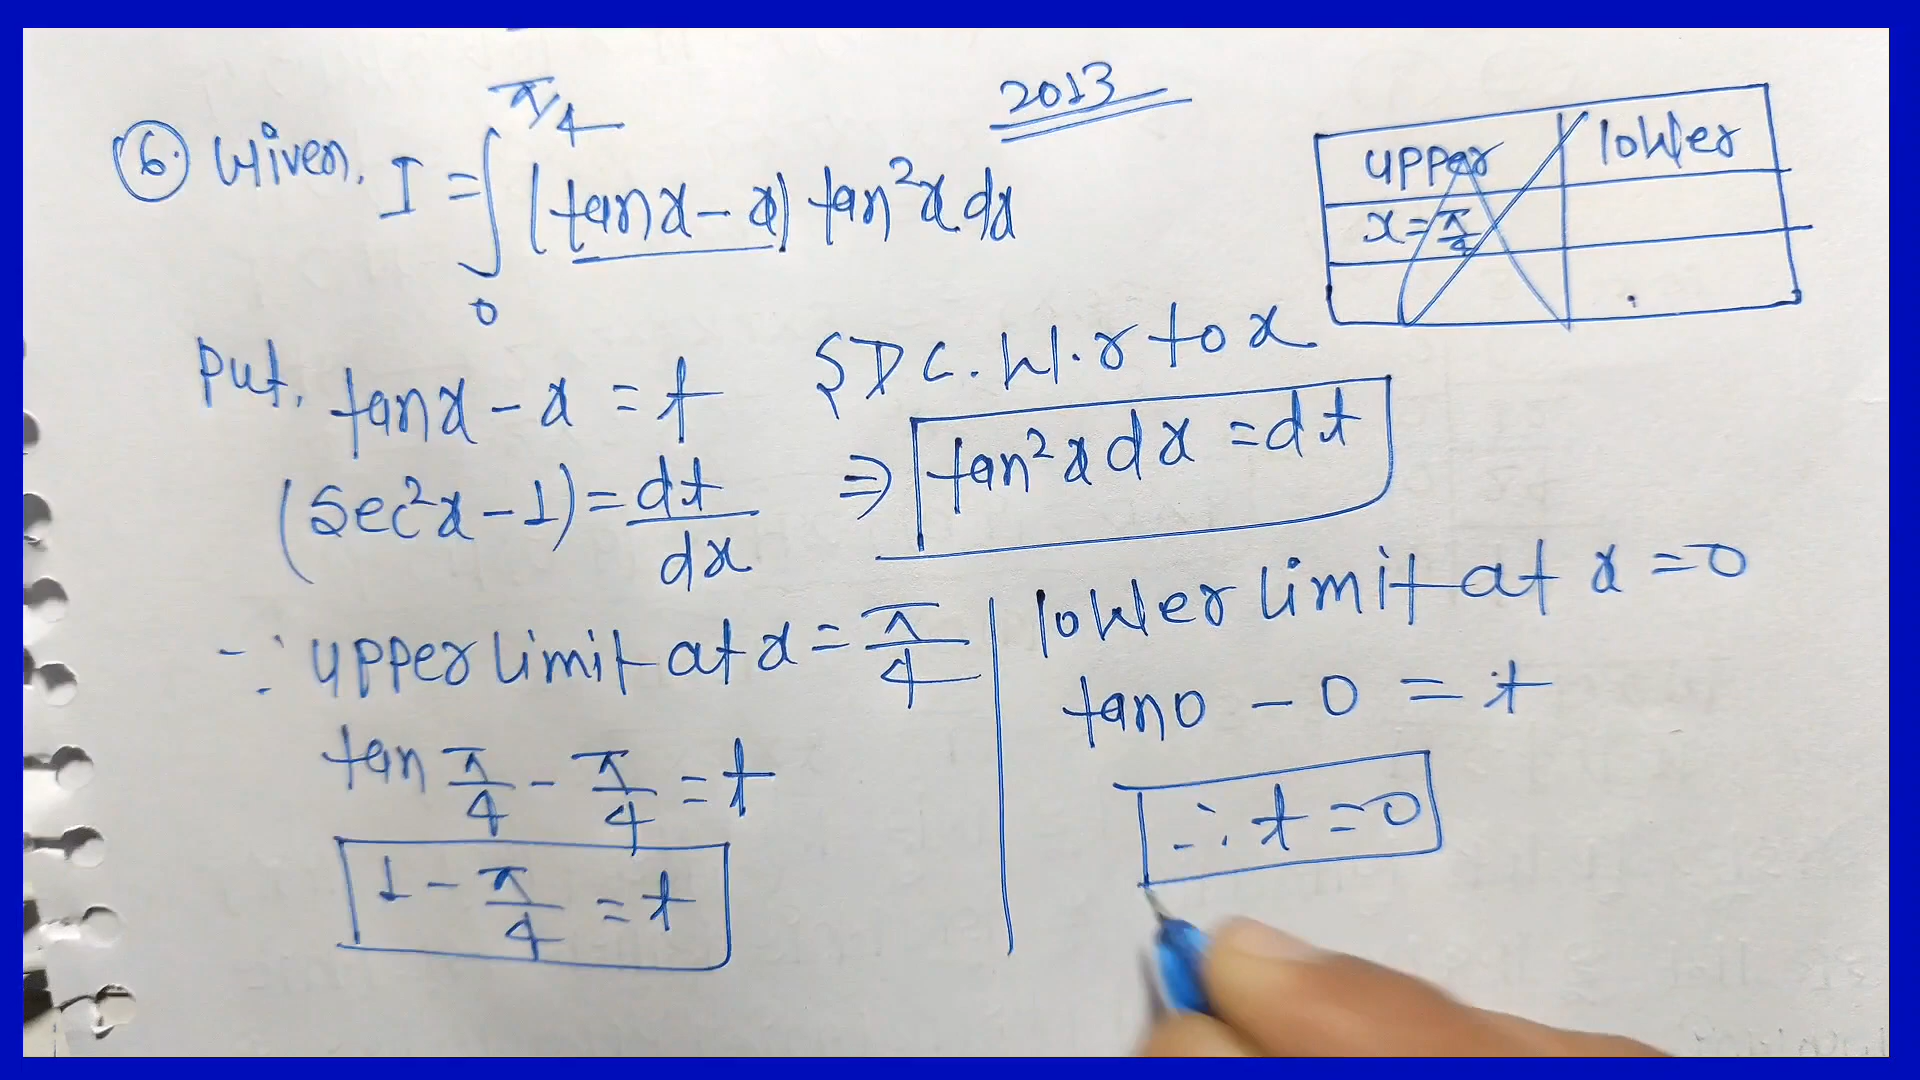 2013
⑥ Given, I = ∫₀^π/4 (tanx - x) tan²x dx
upper | lower
x = π/4
Put, tanx - x = t
SDC. W.r to x
(Sec²x - 1) = dt/dx
⇒ tan²x dx = dt
∵ upper limit at x = π/4
tan π/4 - π/4 = t
1 - π/4 = t
lower limit at x = 0
tan0 - 0 = t
∴ t = 0